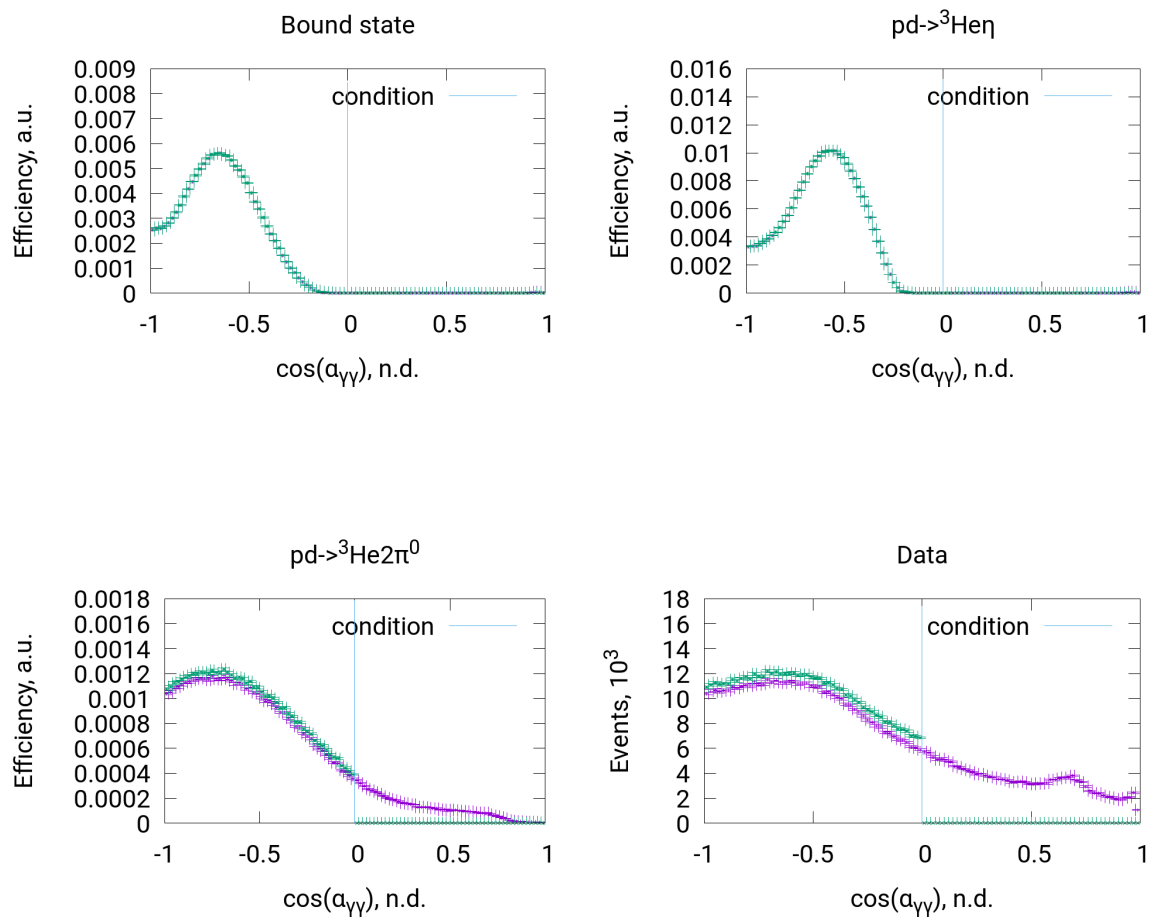 Bound state
Efficiency, a.u.
0.009
0.008
0.007
0.006
0.005
0.004
0.003
0.002
0.001
0
condition
-1 -0.5 0 0.5 1
cos(αγγ), n.d.
pd->³Heη
Efficiency, a.u.
0.016
0.014
0.012
0.01
0.008
0.006
0.004
0.002
0
condition
-1 -0.5 0 0.5 1
cos(αγγ), n.d.
pd->³He2π⁰
Efficiency, a.u.
0.0018
0.0016
0.0014
0.0012
0.001
0.0008
0.0006
0.0004
0.0002
0
condition
-1 -0.5 0 0.5 1
cos(αγγ), n.d.
Data
Events, 10³
18
16
14
12
10
8
6
4
2
0
condition
-1 -0.5 0 0.5 1
cos(αγγ), n.d.